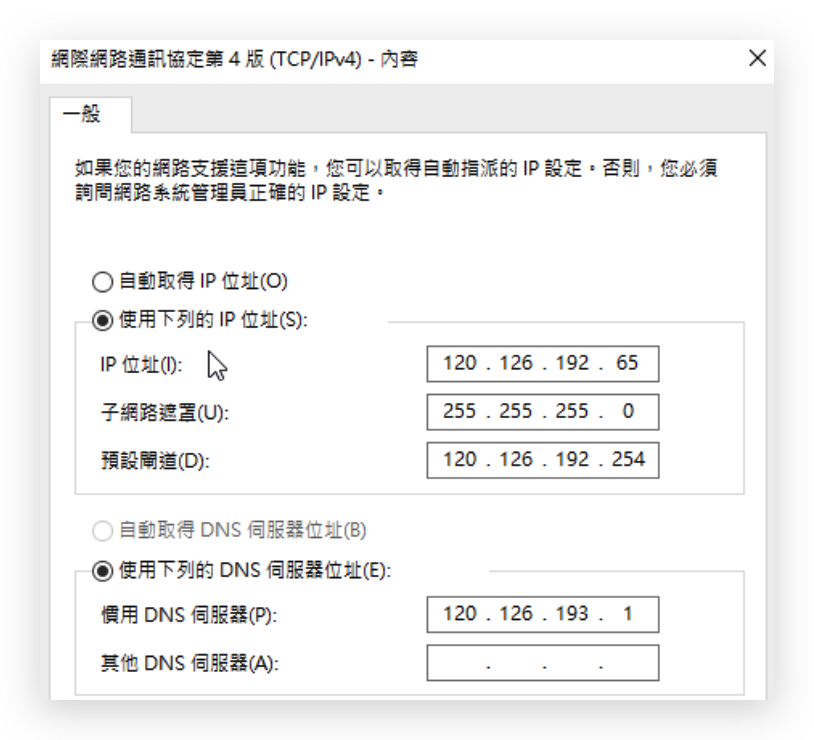 網際網路通訊協定第 4 版 (TCP/IPv4) - 內容
一般
如果您的網路支援這項功能，您可以取得自動指派的 IP 設定。否則，您必須
詢問網路系統管理員正確的 IP 設定。
自動取得 IP 位址(O)
使用下列的 IP 位址(S):
IP 位址(I): 120 . 126 . 192 . 65
子網路遮罩(U): 255 . 255 . 255 . 0
預設閘道(D): 120 . 126 . 192 . 254
自動取得 DNS 伺服器位址(B)
使用下列的 DNS 伺服器位址(E):
慣用 DNS 伺服器(P): 120 . 126 . 193 . 1
其他 DNS 伺服器(A): . . .